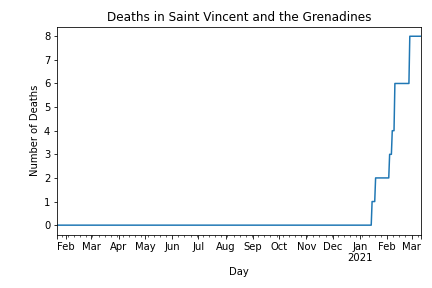 Deaths in Saint Vincent and the Grenadines
8
7
6
5
4
3
2
1
0
Number of Deaths
Feb Mar Apr May Jun Jul Aug Sep Oct Nov Dec Jan Feb Mar
2021
Day